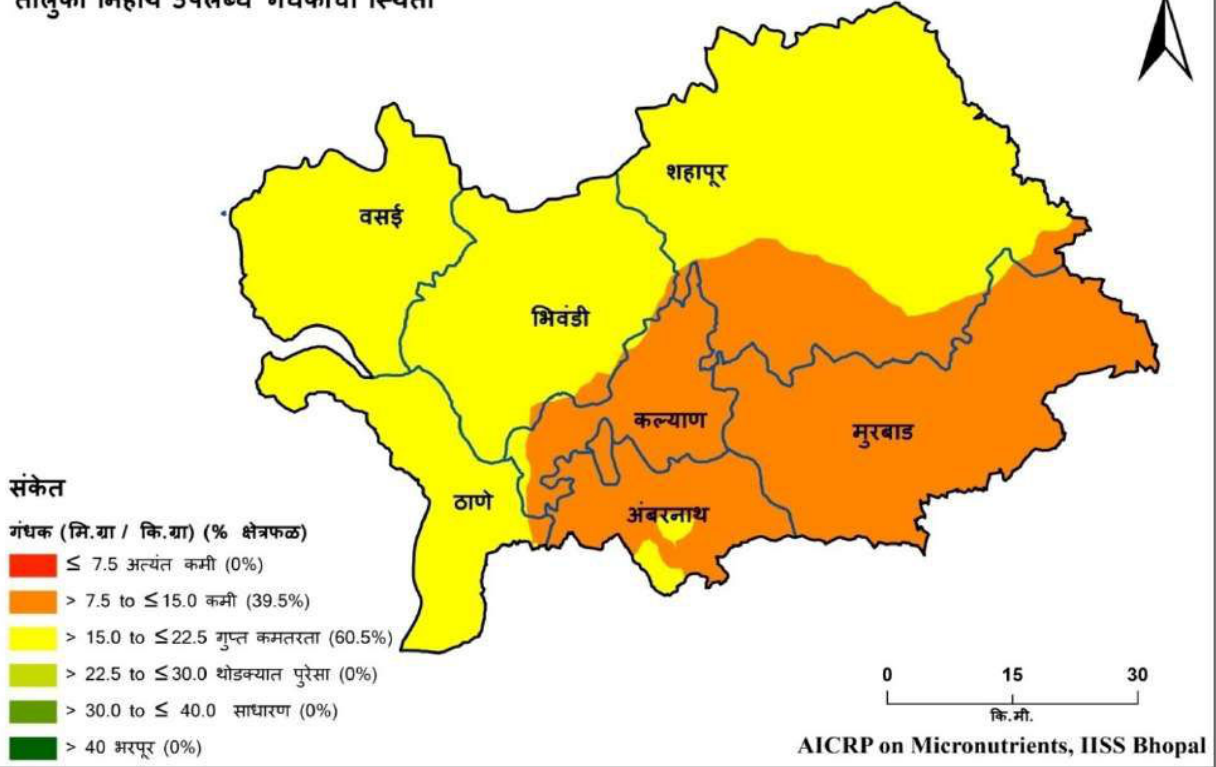 तालुका निहाय उपलब्ध गंधकाची स्थिती
शहापूर
वसई
भिवंडी
कल्याण
मुरबाड
ठाणे
अंबरनाथ
संकेत
गंधक (मि.ग्रा / कि.ग्रा) (% क्षेत्रफळ)
≤ 7.5 अत्यंत कमी (0%)
> 7.5 to ≤15.0 कमी (39.5%)
> 15.0 to ≤22.5 गुप्त कमतरता (60.5%)
> 22.5 to ≤30.0 थोडक्यात पुरेसा (0%)
> 30.0 to ≤ 40.0 साधारण (0%)
> 40 भरपूर (0%)
0 15 30
कि.मी.
AICRP on Micronutrients, IISS Bhopal